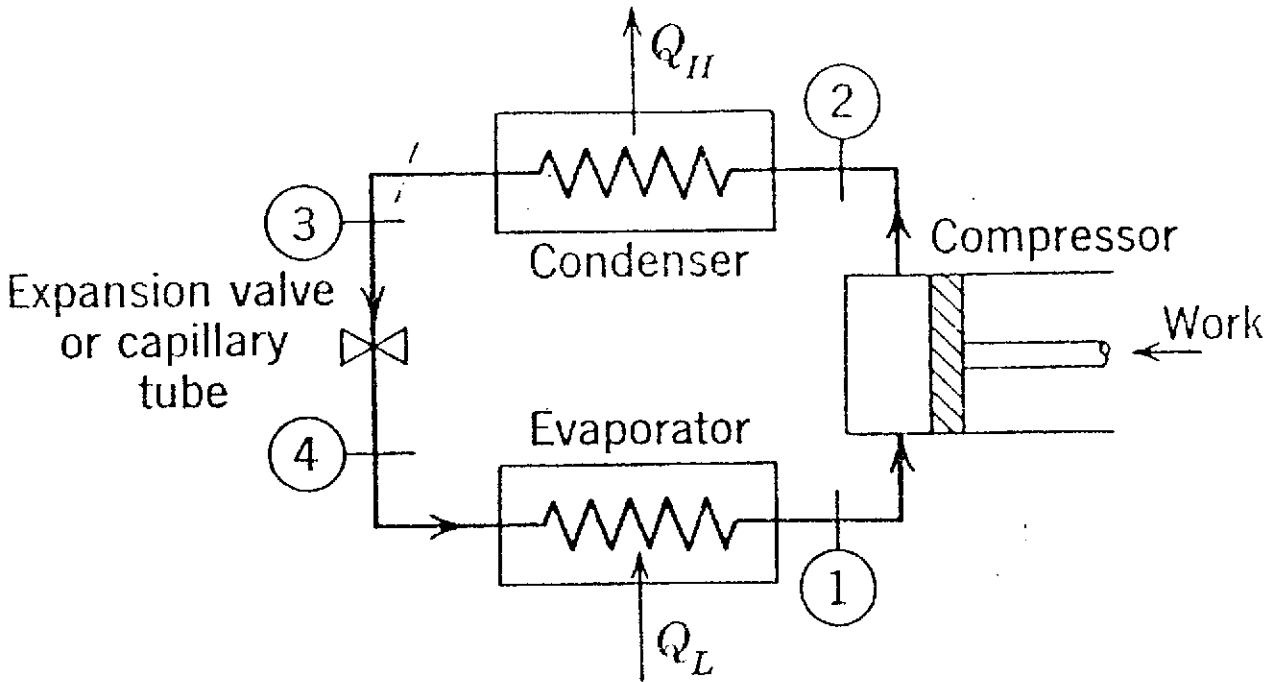 Q_H
2
3
Condenser
Compressor
Expansion valve
or capillary
tube
Work
4
Evaporator
1
Q_L